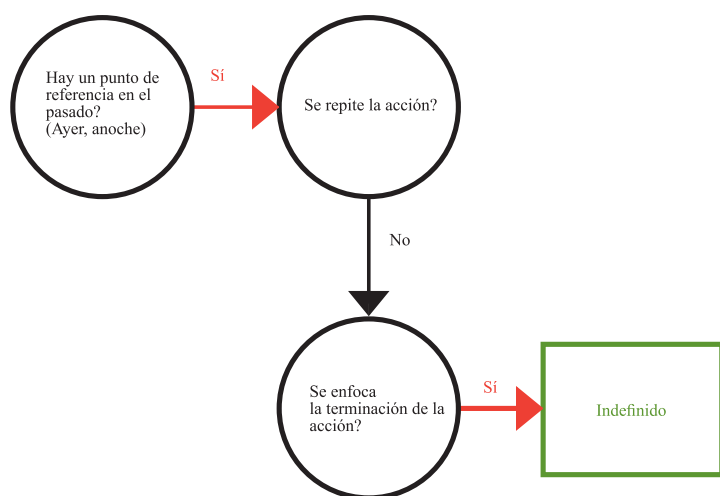 Hay un punto de
referencia en el
pasado?
(Ayer, anoche)
Sí
Se repite la acción?
No
Se enfoca
la terminación de la
acción?
Sí
Indefinido